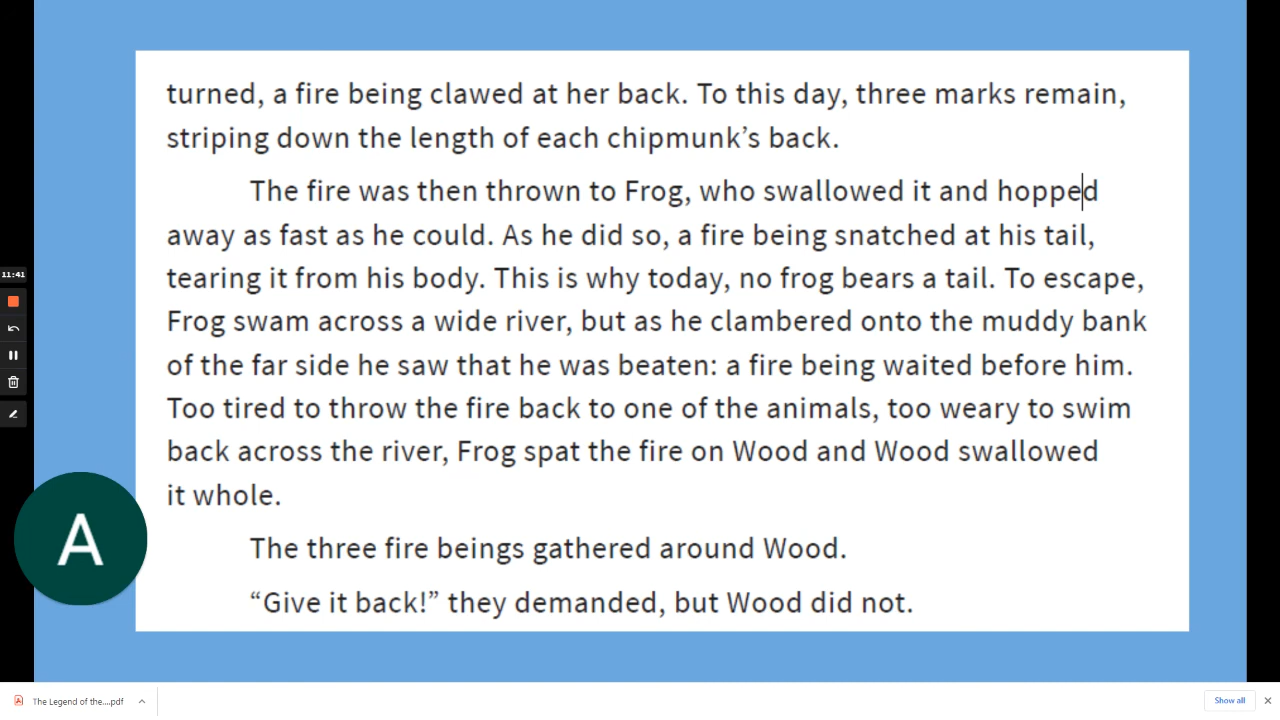 turned, a fire being clawed at her back. To this day, three marks remain,
striping down the length of each chipmunk’s back.
The fire was then thrown to Frog, who swallowed it and hopped
away as fast as he could. As he did so, a fire being snatched at his tail,
tearing it from his body. This is why today, no frog bears a tail. To escape,
Frog swam across a wide river, but as he clambered onto the muddy bank
of the far side he saw that he was beaten: a fire being waited before him.
Too tired to throw the fire back to one of the animals, too weary to swim
back across the river, Frog spat the fire on Wood and Wood swallowed
it whole.
The three fire beings gathered around Wood.
“Give it back!” they demanded, but Wood did not.
11:41
A
The Legend of the....pdf
Show all